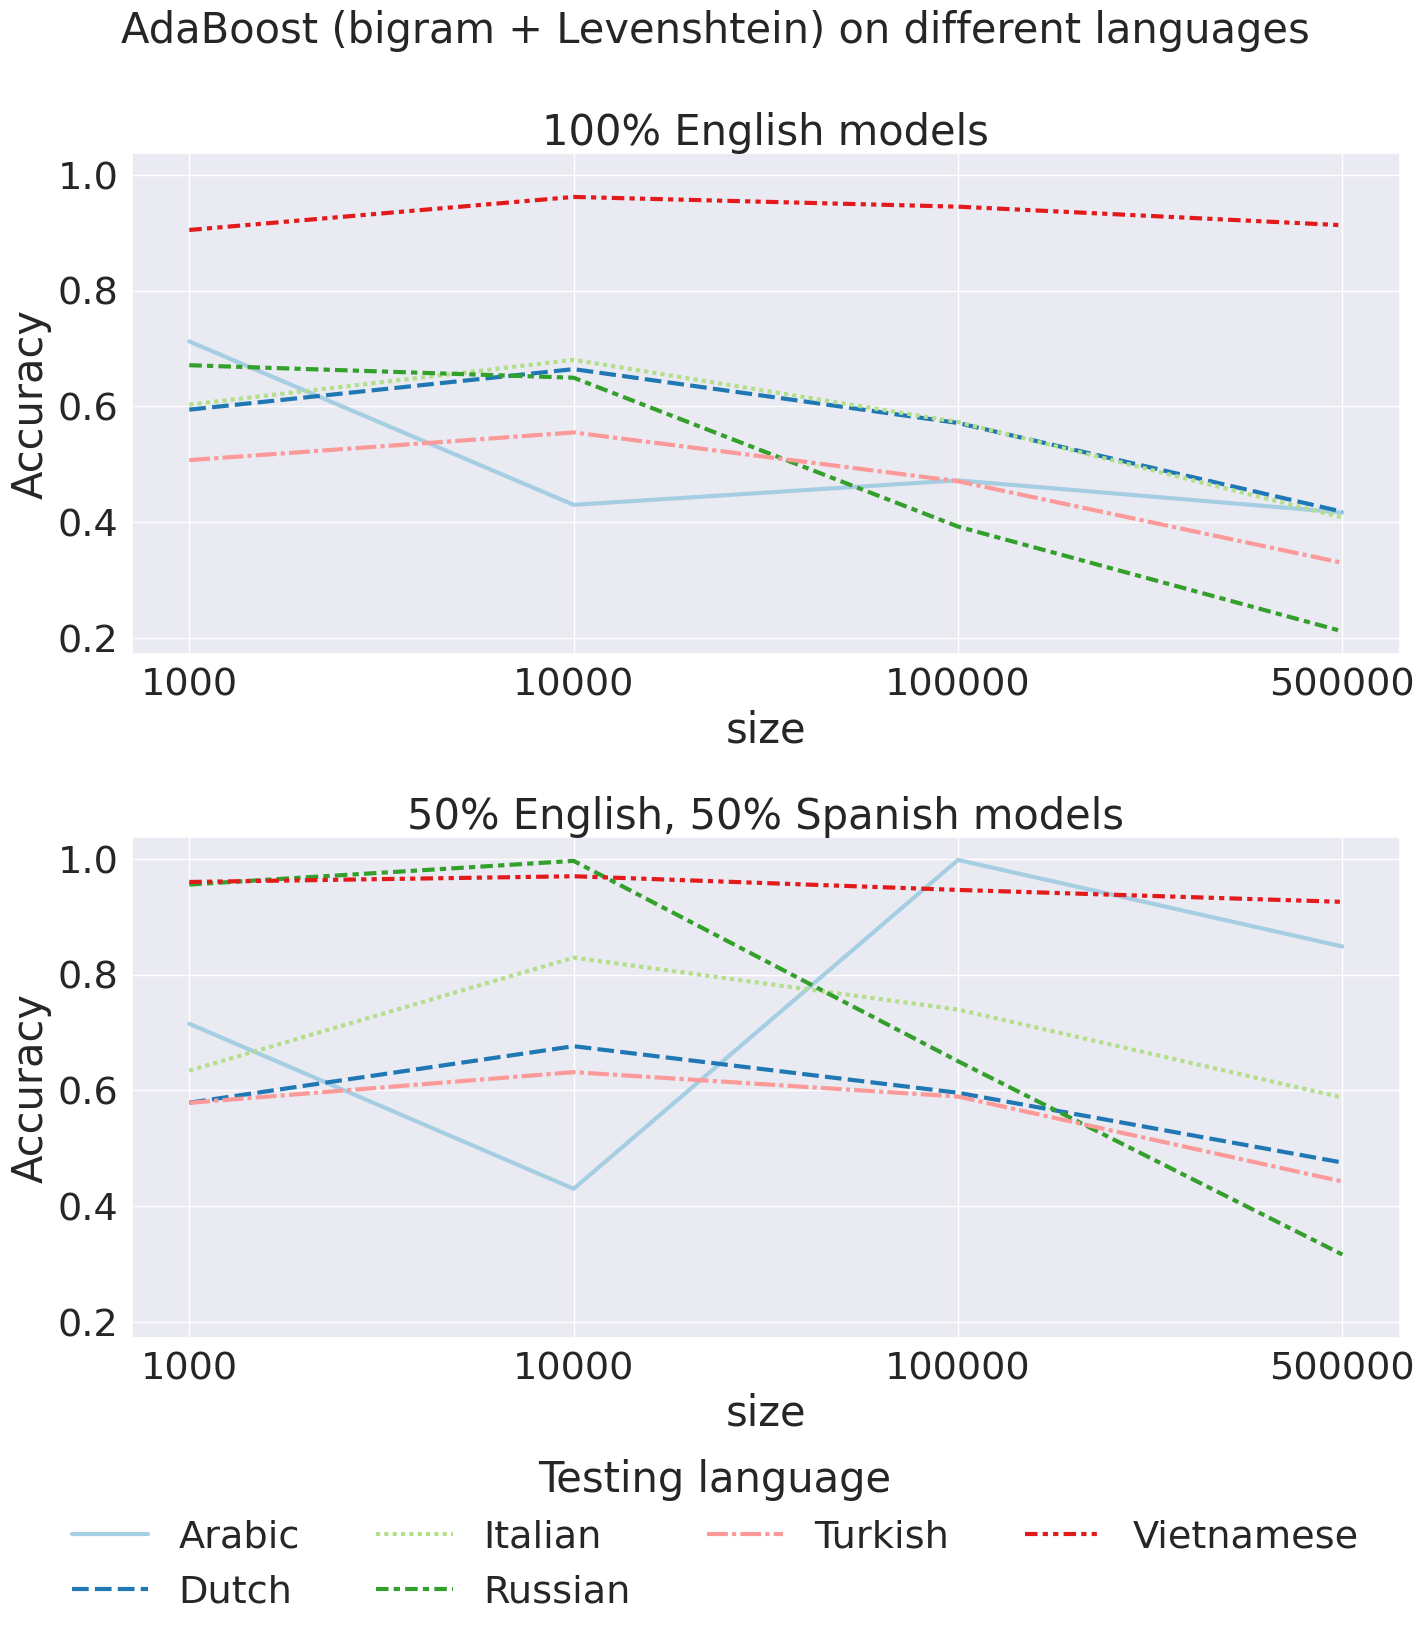 AdaBoost (bigram + Levenshtein) on different languages
100% English models
1.0
0.8
0.6
0.4
0.2
Accuracy
1000 10000 100000 500000
size
50% English, 50% Spanish models
1.0
0.8
0.6
0.4
0.2
Accuracy
1000 10000 100000 500000
size
Testing language
Arabic Italian Turkish Vietnamese
Dutch Russian